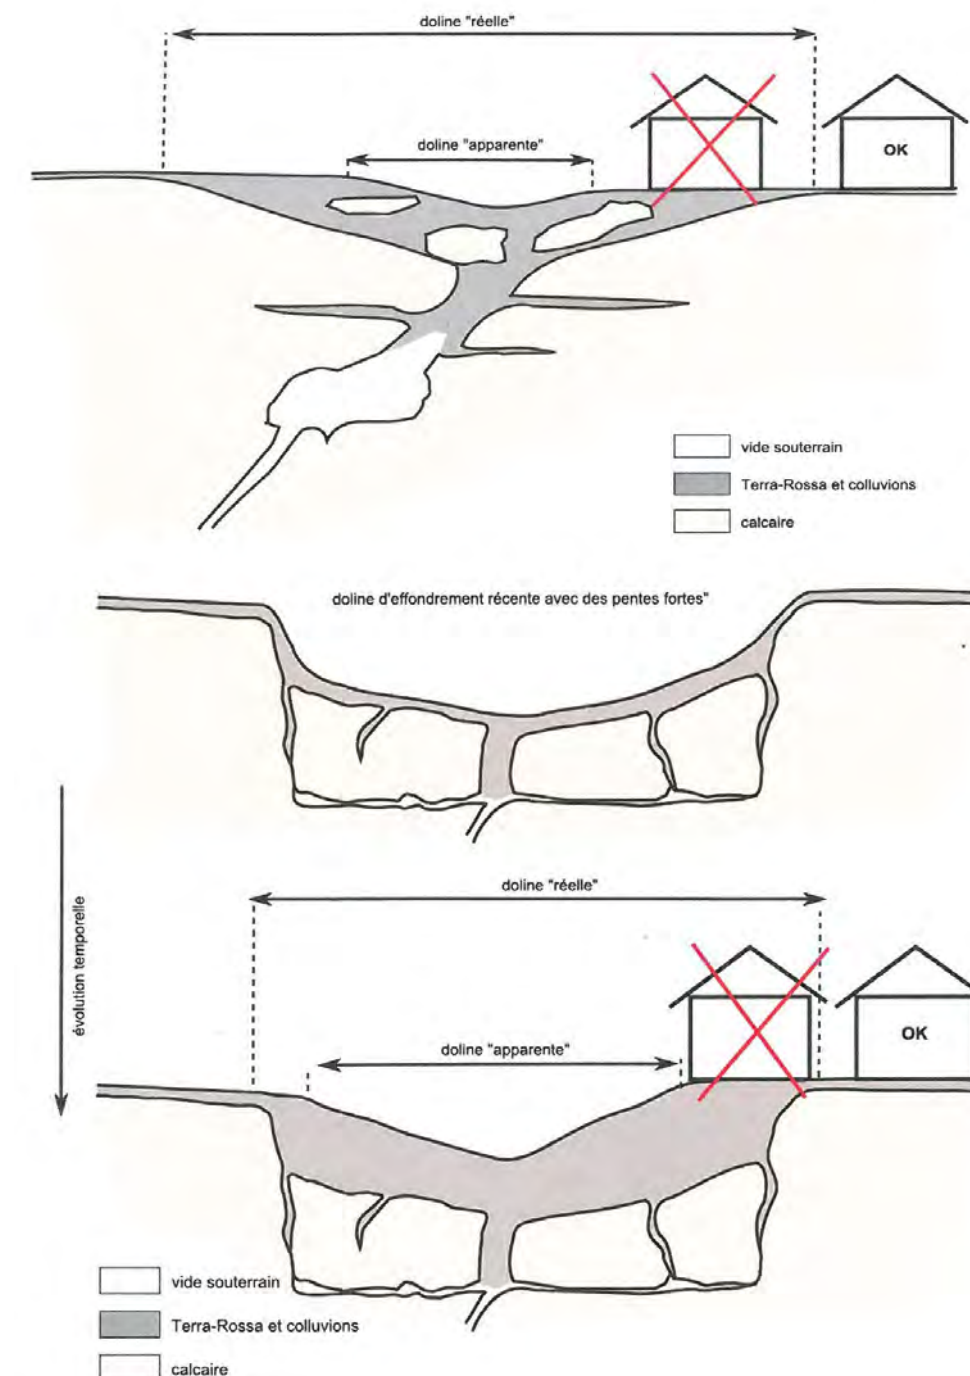 doline "réelle"
doline "apparente"
OK
vide souterrain
Terra-Rossa et colluvions
calcaire
doline d'effondrement récente avec des pentes fortes"
évolution temporelle
doline "réelle"
doline "apparente"
OK
vide souterrain
Terra-Rossa et colluvions
calcaire